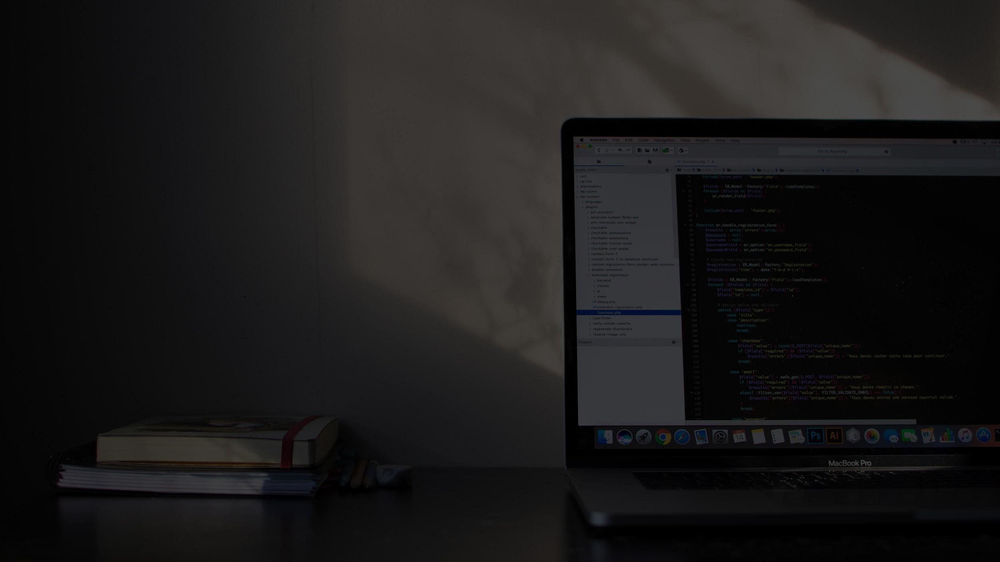 Komodo File Edit Code Navigation View Project Tools Help
Go to Anything
functions.php
public_html
cert
cgi-bin
phpmyadmin
wp-admin
wp-content
languages
plugins
acf-accordion
advanced-custom-fields-pro
amr-shortcode-any-widget
charitable
charitable-ambassadors
charitable-anonymous
charitable-license-tester
charitable-user-avatar
contact-form-7
contact-form-7-to-database-extension
custom-registration-form-builder-with-submissi...
disable-comments
extended-registration
backend
classes
js
views
debug.php
extended-registration.php
functions.php
LayerSlider
really-simple-captcha
regenerate-thumbnails
relative-image-urls
Projects
75 include($view_path . 'header.php');
76
77 $fields = ER_Model::factory('Field')->loadTemplates();
78 foreach ($fields as $field) {
79 er_render_field($field);
80 }
81
82 include($view_path . 'footer.php');
83 }
84
85 function er_handle_registration_form() {
86 $results = array('errors'=>array());
87 $password = null;
88 $username = null;
89 $usernameField = er_option('er_username_field');
90 $passwordField = er_option('er_password_field');
91
92 # Create new registration
93 $registration = ER_Model::factory('Registration');
94 $registration['time'] = date('Y-m-d H-i-s');
95
96 $fields = ER_Model::factory('Field')->loadTemplates();
97 foreach ($fields as $field) {
98 $field['template_id'] = $field['id'];
99 $field['id'] = null;
100
101 # Assign value and validate
102 switch ($field['type']) {
103 case 'title':
104 case 'description':
105 continue;
106 break;
107
108 case 'checkbox':
109 $field['value'] = isset($_POST[$field['unique_name']]);
110 if ($field['required'] && !$field['value'])
111 $results['errors'][$field['unique_name']] = 'Vous devez cocher cette case pour continuer.';
112 break;
113
114 case 'email':
115 $field['value'] = safe_get($_POST, $field['unique_name']);
116 if ($field['required'] && !$field['value'])
117 $results['errors'][$field['unique_name']] = 'Vous devez remplir ce champs.';
118 elseif (filter_var($field['value'], FILTER_VALIDATE_EMAIL) === false) {
119 $results['errors'][$field['unique_name']] = 'Vous devez entrez une adresse courriel valide.';
120 }
121 break;
122
123 case 'password':
JAN
14
Ps
Ai
MacBook Pro